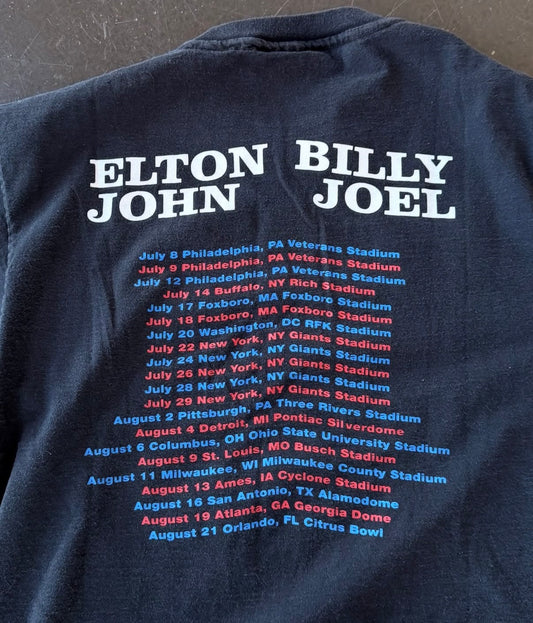 ELTON BILLY
JOHN JOEL
July 8 Philadelphia, PA Veterans Stadium
July 9 Philadelphia, PA Veterans Stadium
July 12 Philadelphia, PA Veterans Stadium
July 14 Buffalo, NY Rich Stadium
July 17 Foxboro, MA Foxboro Stadium
July 18 Foxboro, MA Foxboro Stadium
July 20 Washington, DC RFK Stadium
July 22 New York, NY Giants Stadium
July 24 New York, NY Giants Stadium
July 26 New York, NY Giants Stadium
July 28 New York, NY Giants Stadium
July 29 New York, NY Giants Stadium
August 2 Pittsburgh, PA Three Rivers Stadium
August 4 Detroit, MI Pontiac Silverdome
August 6 Columbus, OH Ohio State University Stadium
August 9 St. Louis, MO Busch Stadium
August 11 Milwaukee, WI Milwaukee County Stadium
August 13 Ames, IA Cyclone Stadium
August 16 San Antonio, TX Alamodome
August 19 Atlanta, GA Georgia Dome
August 21 Orlando, FL Citrus Bowl